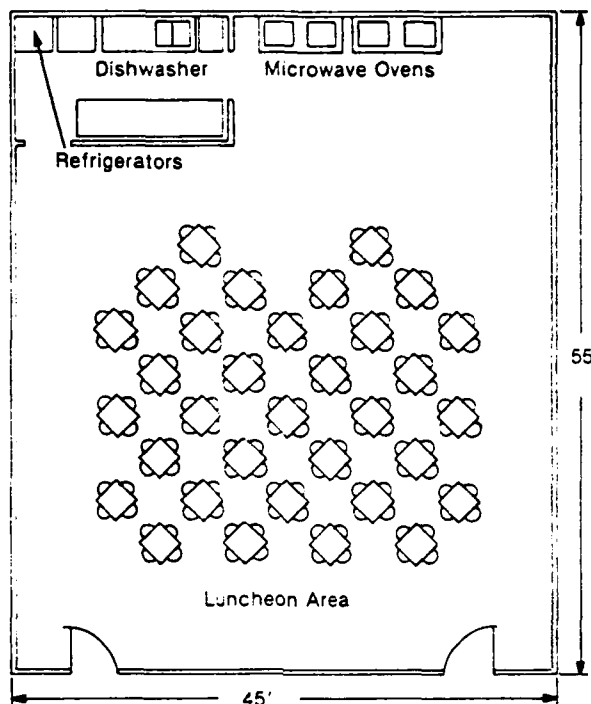 Dishwasher
Microwave Ovens
Refrigerators
55
Luncheon Area
45'